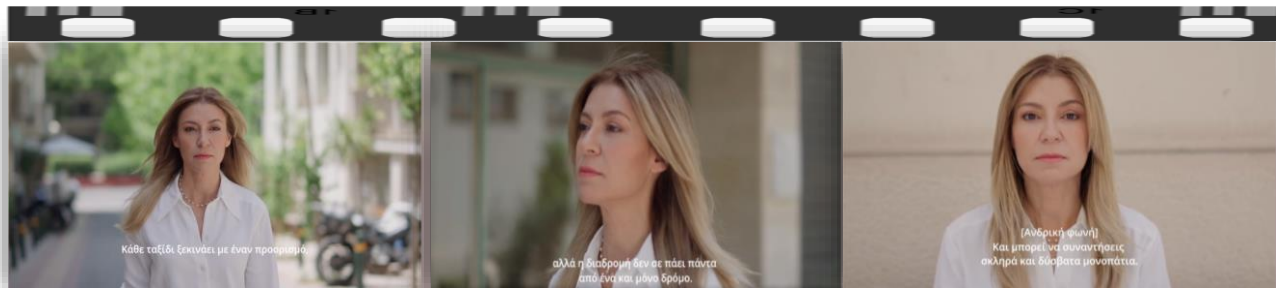 Κάθε ταξίδι ξεκινάει με έναν προορισμό,
αλλά η διαδρομή δεν σε πάει πάντα
από ένα και μόνο δρόμο.
[Ανδρική φωνή]
Και μπορεί να συναντήσεις
σκληρά και δύσβατα μονοπάτια.